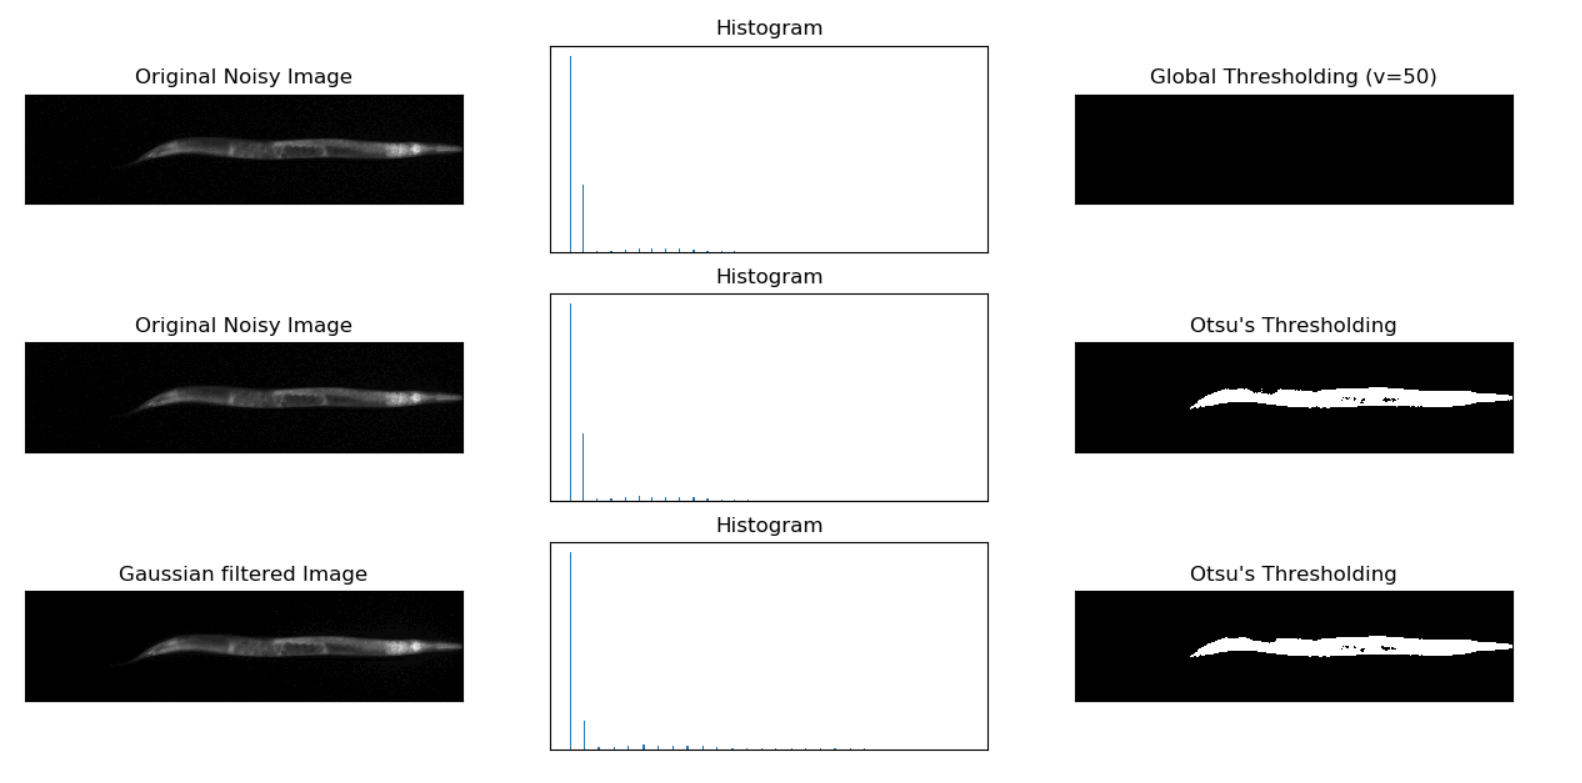 Histogram
Original Noisy Image
Global Thresholding (v=50)
Histogram
Original Noisy Image
Otsu's Thresholding
Histogram
Gaussian filtered Image
Otsu's Thresholding